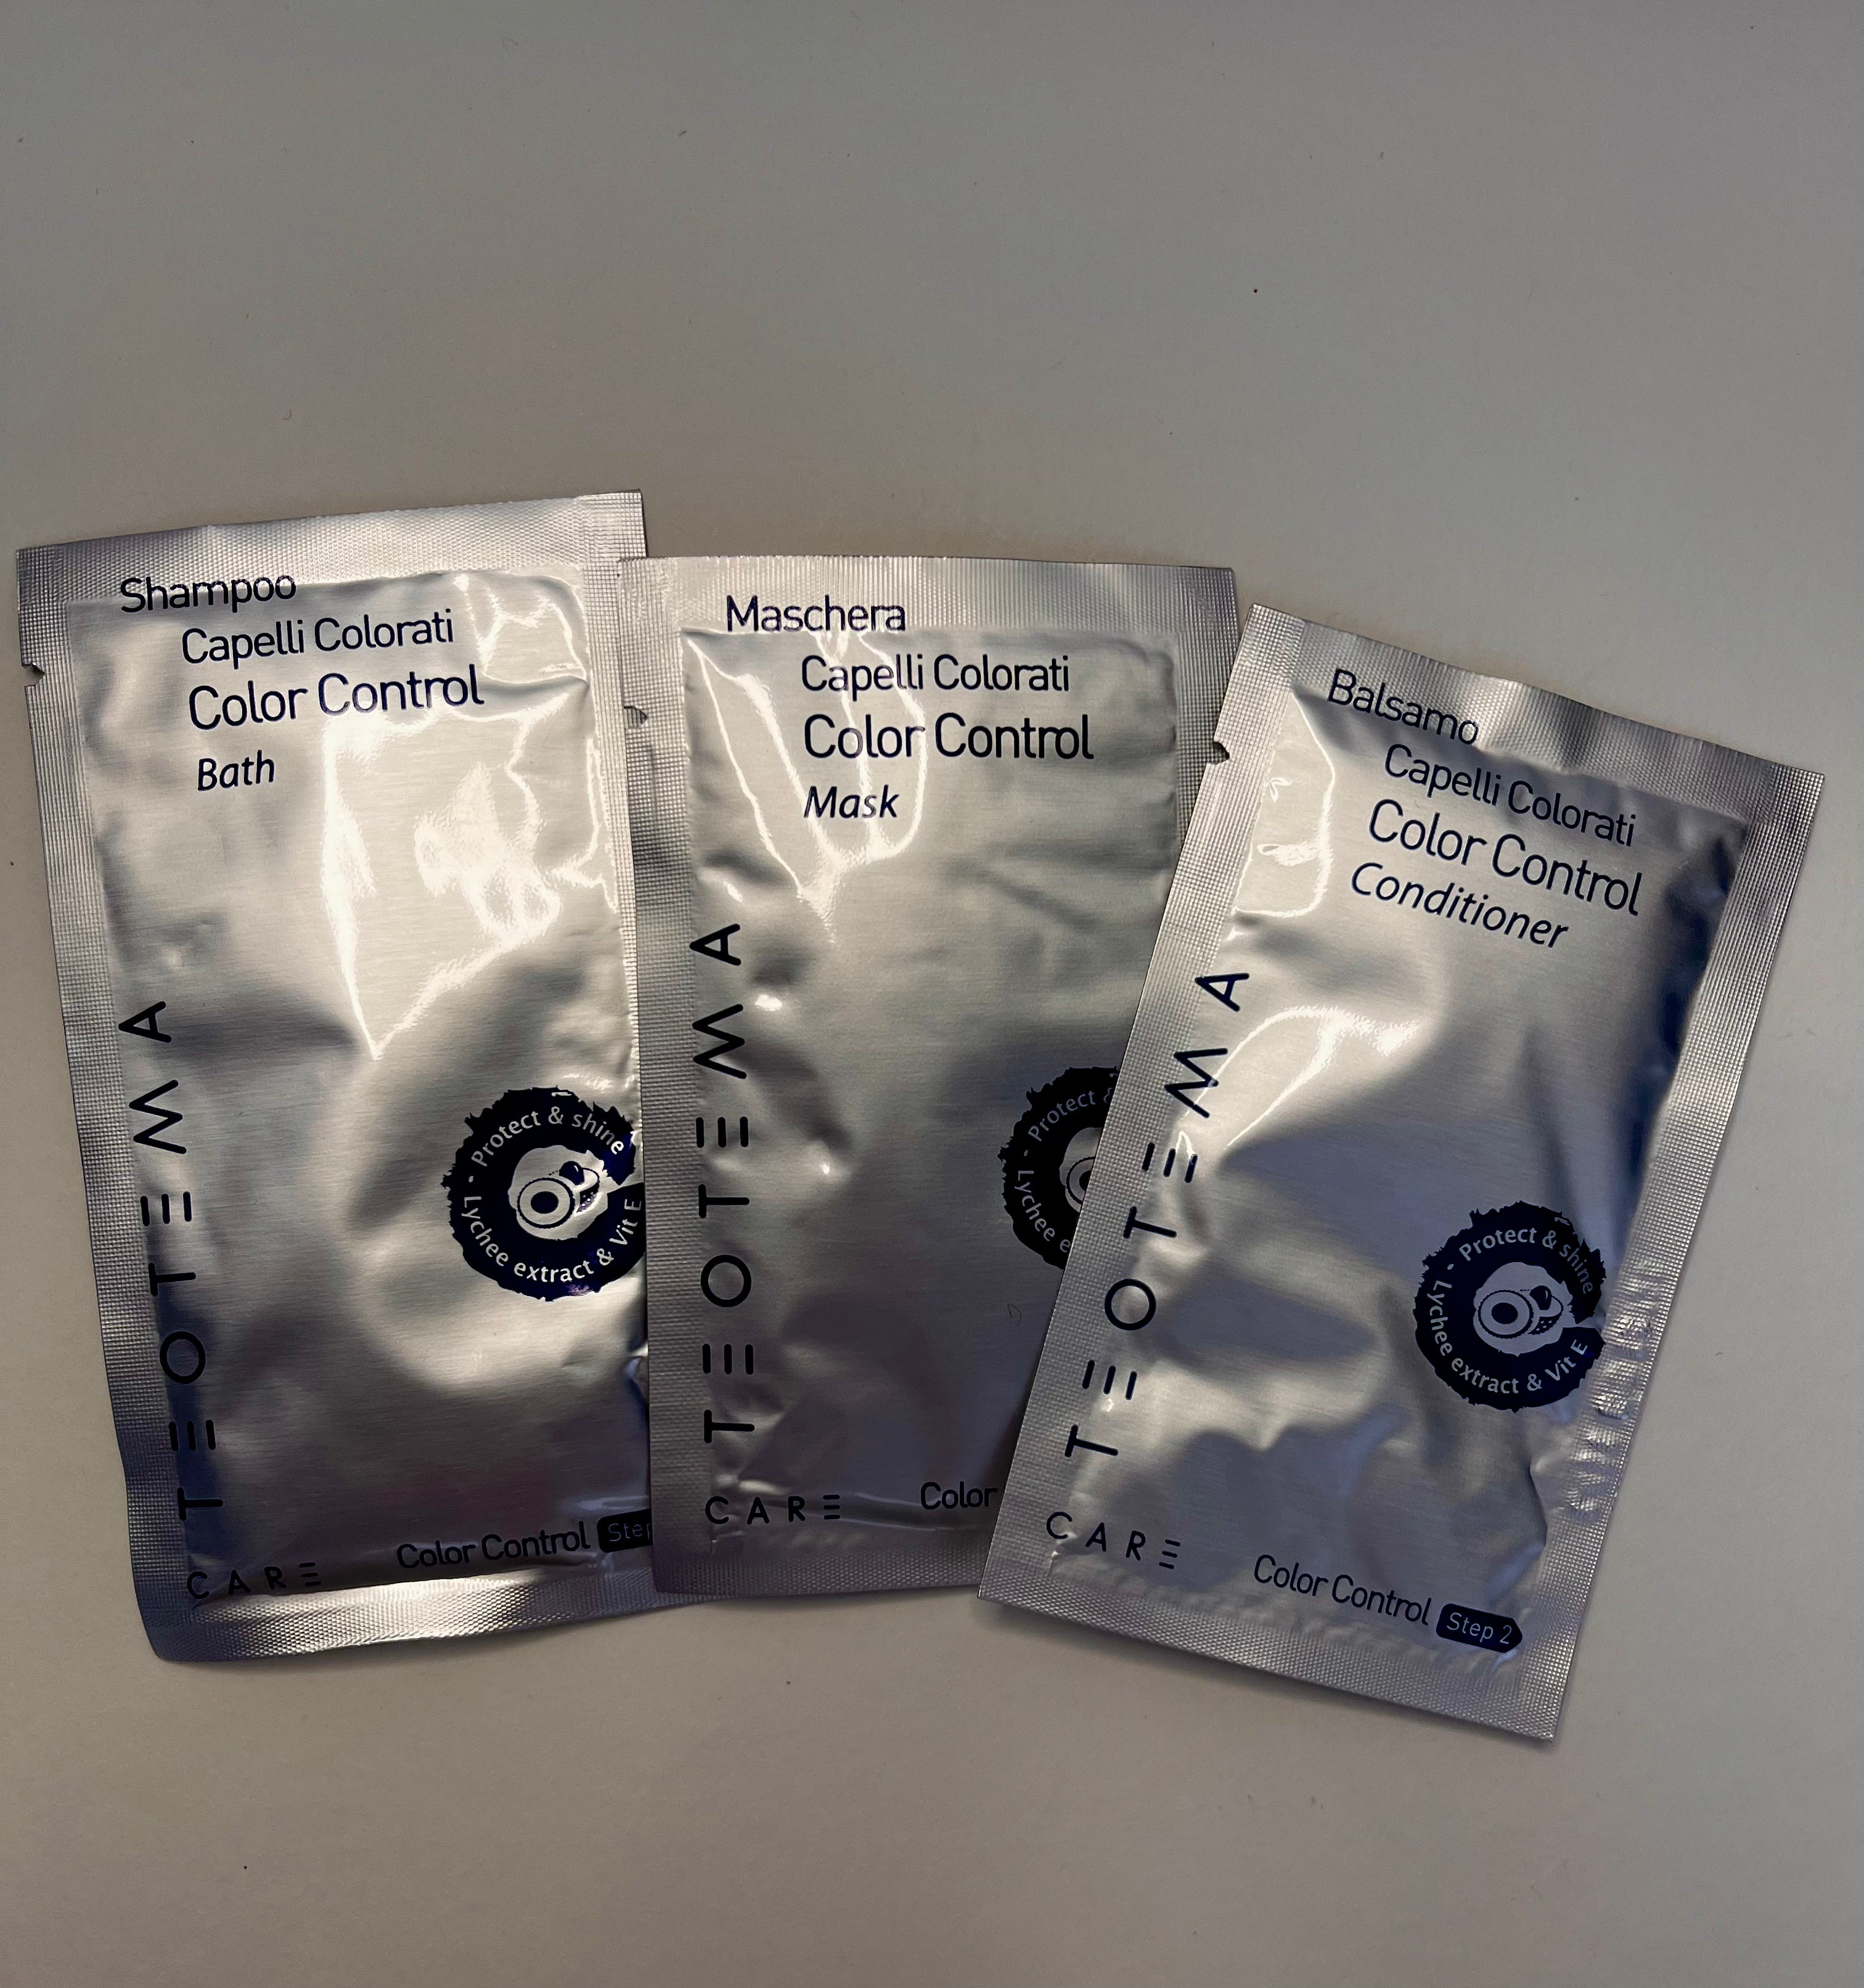 Shampoo
Capelli Colorati
Color Control
Bath
TEOTEMA
CARE
Protect & shine • Lychee extract & Vit E
Color Control
Maschera
Capelli Colorati
Color Control
Mask
TEOTEMA
CARE
Protect
Lychee
Color
Balsamo
Capelli Colorati
Color Control
Conditioner
TEOTEMA
CARE
Protect & shine • Lychee extract & Vit E
Color Control Step 2